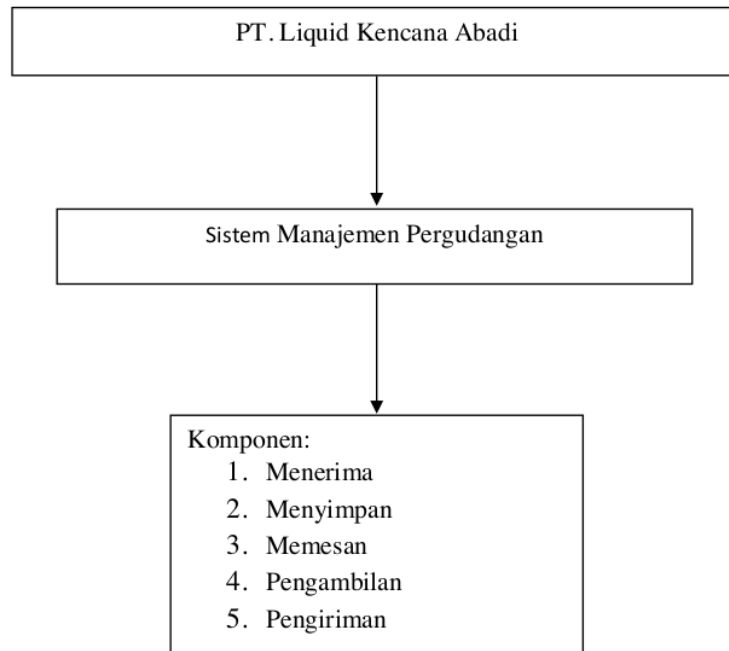 PT. Liquid Kencana Abadi
Sistem Manajemen Pergudangan
Komponen:
1. Menerima
2. Menyimpan
3. Memesan
4. Pengambilan
5. Pengiriman